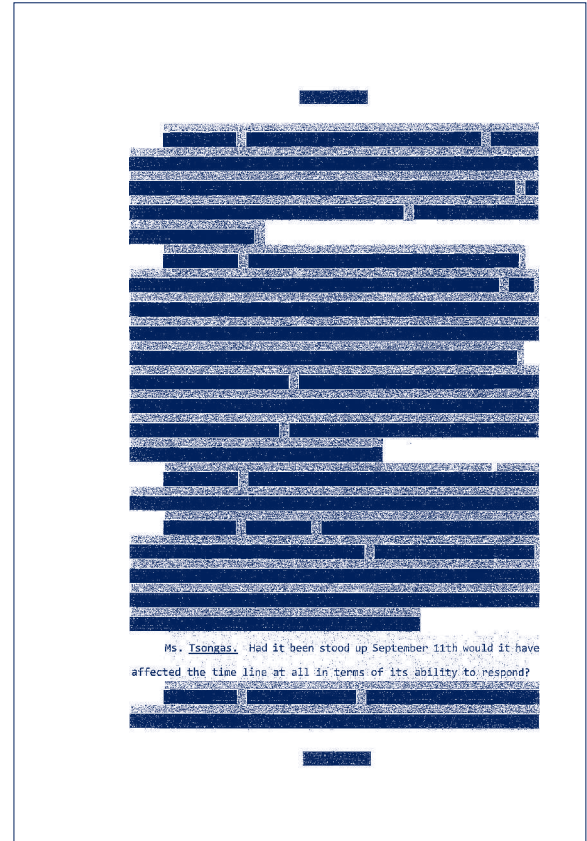 Ms. Tsongas. Had it been stood up September 11th would it have
affected the time line at all in terms of its ability to respond?